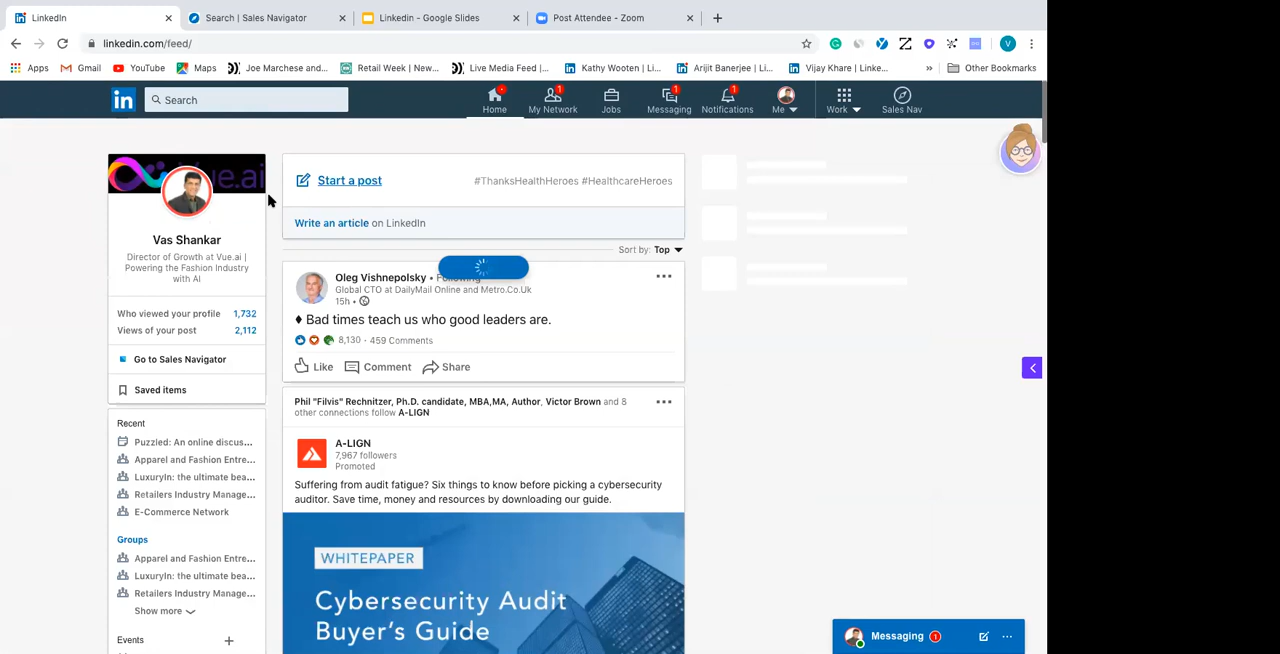 LinkedIn
Search | Sales Navigator
Linkedin - Google Slides
Post Attendee - Zoom
linkedin.com/feed/
V
Apps
Gmail
YouTube
Maps
Joe Marchese and...
Retail Week | New...
Live Media Feed |...
Kathy Wooten | Li...
Arijit Banerjee | Li...
Vijay Khare | Linke...
»
Other Bookmarks
in
Search
Home
1
My Network
Jobs
1
Messaging
1
Notifications
Me
Work
Sales Nav
Vue.ai
Vas Shankar
Director of Growth at Vue.ai |
Powering the Fashion Industry
with AI
Who viewed your profile 1,732
Views of your post 2,112
Go to Sales Navigator
Saved items
Recent
Puzzled: An online discus...
Apparel and Fashion Entre...
LuxuryIn: the ultimate bea...
Retailers Industry Manage...
E-Commerce Network
Groups
Apparel and Fashion Entre...
LuxuryIn: the ultimate bea...
Retailers Industry Manage...
Show more
Events +
Start a post
#ThanksHealthHeroes #HealthcareHeroes
Write an article on LinkedIn
Sort by: Top
Oleg Vishnepolsky • Following
Global CTO at DailyMail Online and Metro.Co.Uk
15h •
♦ Bad times teach us who good leaders are.
8,130 · 459 Comments
Like Comment Share
Phil "Filvis" Rechnitzer, Ph.D. candidate, MBA,MA, Author, Victor Brown and 8
other connections follow A-LIGN
A-LIGN
7,967 followers
Promoted
Suffering from audit fatigue? Six things to know before picking a cybersecurity
auditor. Save time, money and resources by downloading our guide.
WHITEPAPER
Cybersecurity Audit
Buyer's Guide
Messaging 1